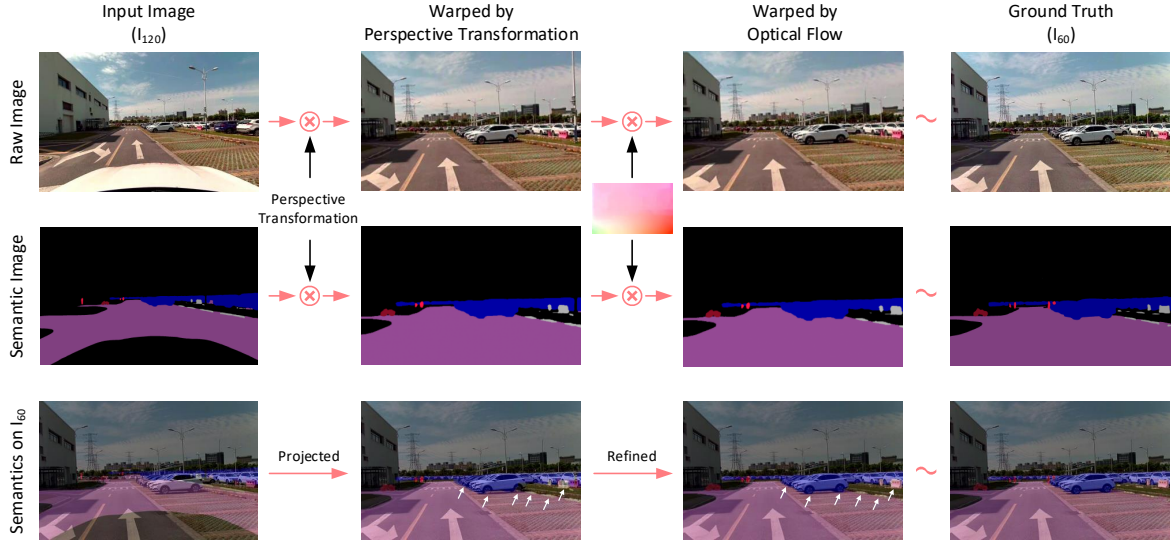 Input Image
(I₁₂₀)
Warped by
Perspective Transformation
Warped by
Optical Flow
Ground Truth
(I₆₀)
Raw Image
Perspective
Transformation
Semantic Image
Semantics on I₆₀
Projected
Refined